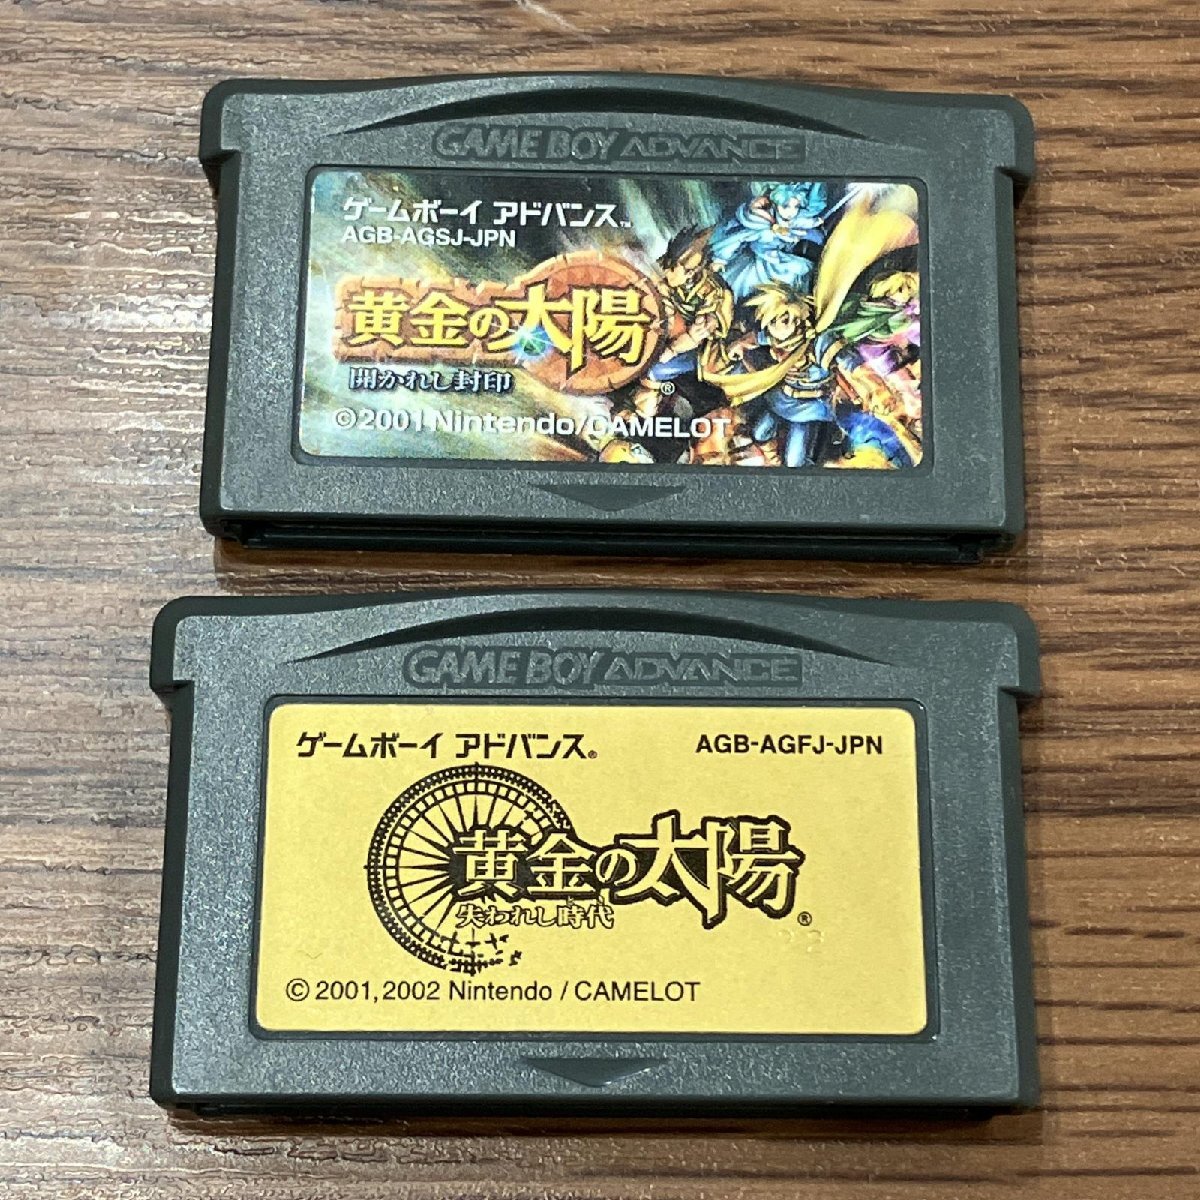 GAME BOY ADVANCE
ゲームボーイ アドバンス™
AGB-AGSJ-JPN
黄金の太陽
開かれし封印
®
©2001 Nintendo/CAMELOT
GAME BOY ADVANCE
ゲームボーイ アドバンス® AGB-AGFJ-JPN
黄金の太陽®
失われし時代
© 2001, 2002 Nintendo / CAMELOT